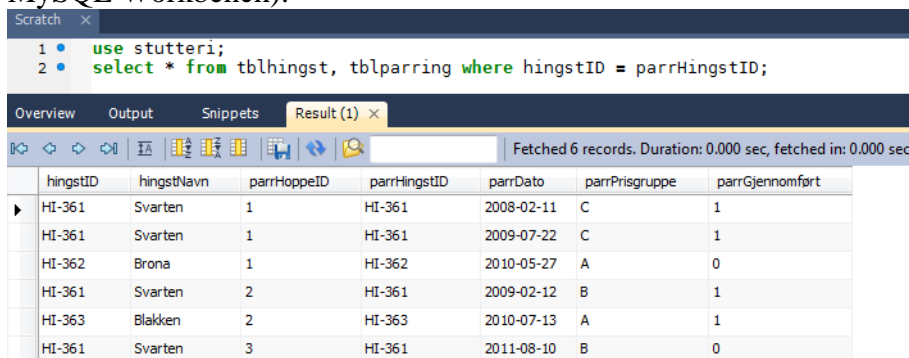 MySQL Workbench).
Scratch ×
1 use stutteri;
2 select * from tblhingst, tblparring where hingstID = parrHingstID;
Overview Output Snippets Result (1) ×
Fetched 6 records. Duration: 0.000 sec, fetched in: 0.000 sec
hingstID hingstNavn parrHoppeID parrHingstID parrDato parrPrisgruppe parrGjennomført
HI-361 Svarten 1 HI-361 2008-02-11 C 1
HI-361 Svarten 1 HI-361 2009-07-22 C 1
HI-362 Brona 1 HI-362 2010-05-27 A 0
HI-361 Svarten 2 HI-361 2009-02-12 B 1
HI-363 Blakken 2 HI-363 2010-07-13 A 1
HI-361 Svarten 3 HI-361 2011-08-10 B 0